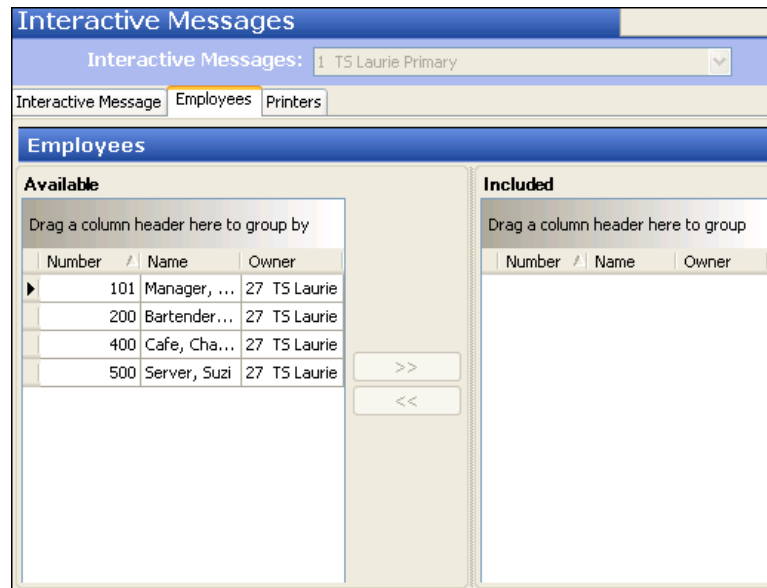 Interactive Messages
Interactive Messages: 1 TS Laurie Primary
Interactive Message Employees Printers
Employees
Available
Drag a column header here to group by
Number Name Owner
101 Manager, ... 27 TS Laurie
200 Bartender... 27 TS Laurie
400 Cafe, Cha... 27 TS Laurie
500 Server, Suzi 27 TS Laurie
>>
<<
Included
Drag a column header here to group
Number Name Owner